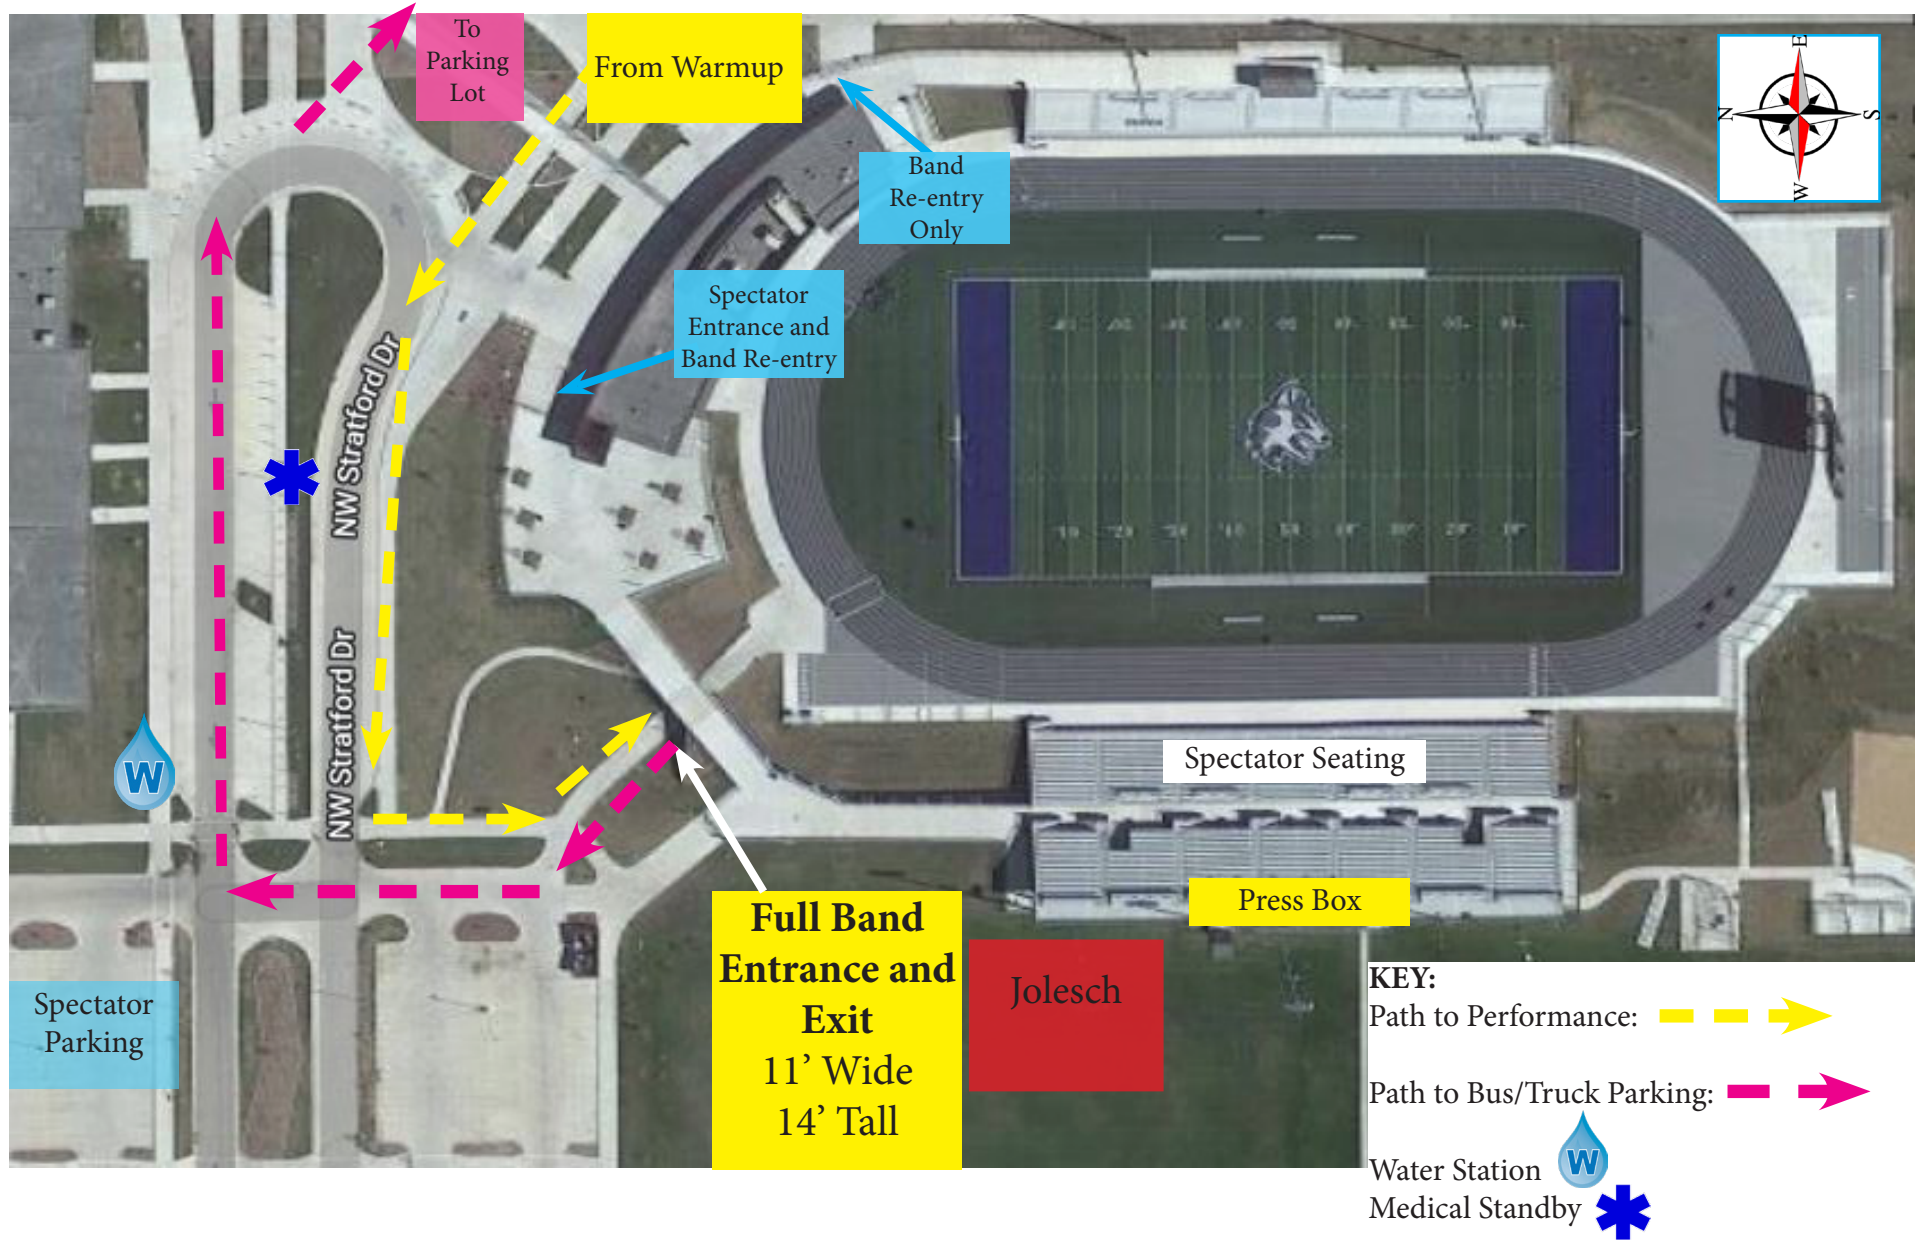 To
Parking
Lot
From Warmup
E
N
S
W
Band
Re-entry
Only
Spectator
Entrance and
Band Re-entry
NW Stratford Dr
NW Stratford Dr
W
Spectator Seating
Press Box
Full Band
Entrance and
Exit
11’ Wide
14’ Tall
Jolesch
Spectator
Parking
KEY:
Path to Performance:
Path to Bus/Truck Parking:
Water Station
W
Medical Standby